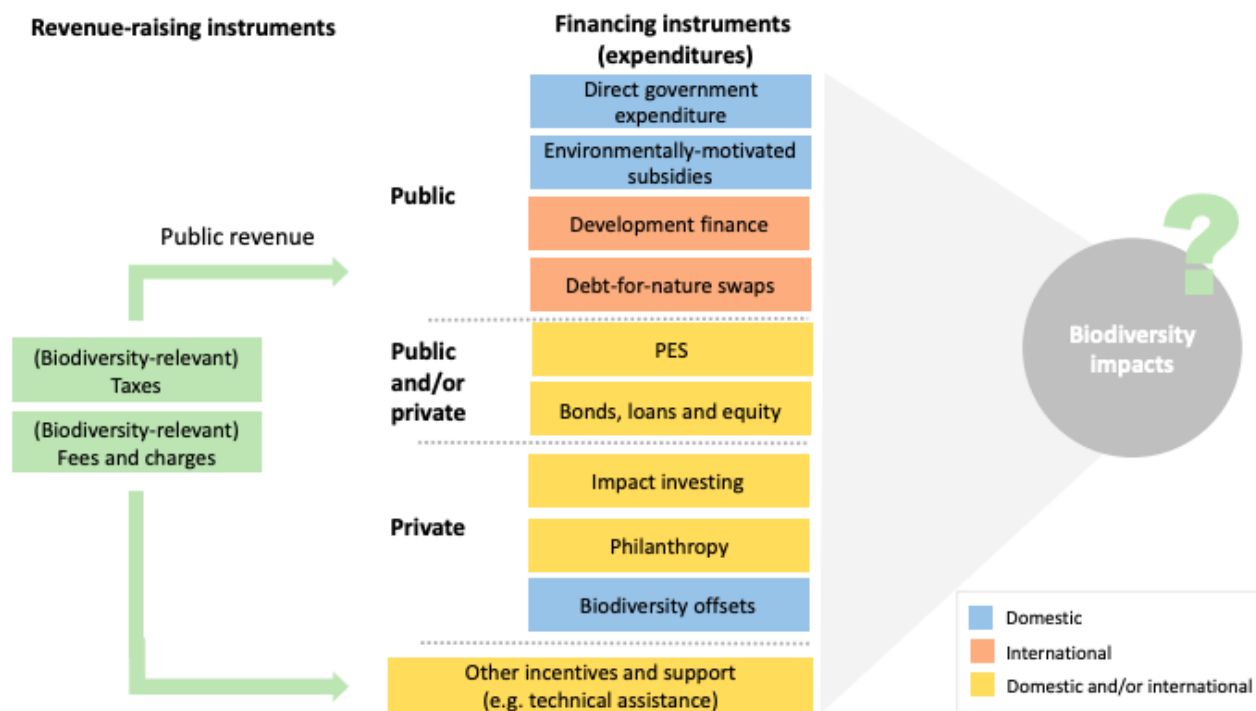 Revenue-raising instruments
Financing instruments
(expenditures)
Direct government
expenditure
Environmentally-motivated
subsidies
Public
Development finance
Public revenue
Debt-for-nature swaps
(Biodiversity-relevant)
Taxes
(Biodiversity-relevant)
Fees and charges
Public
and/or
private
PES
Bonds, loans and equity
Impact investing
Private
Philanthropy
Biodiversity offsets
Other incentives and support
(e.g. technical assistance)
?
Biodiversity
impacts
Domestic
International
Domestic and/or international